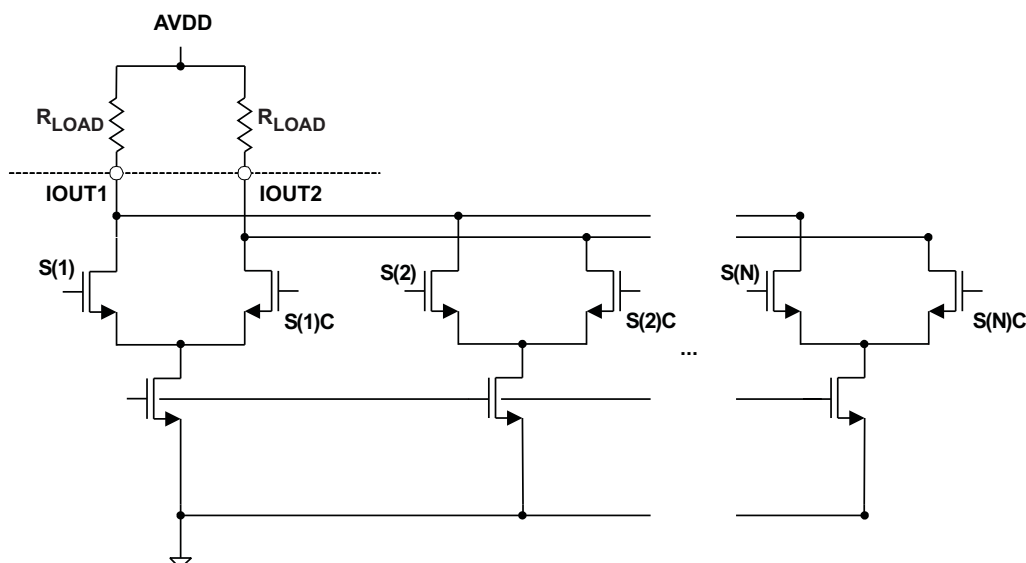 AVDD
RLOAD RLOAD
IOUT1 IOUT2
S(1) S(2) S(N)
S(1)C S(2)C S(N)C
...